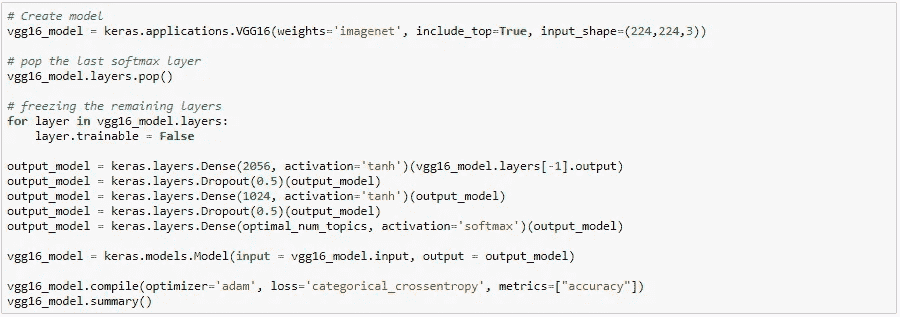 # Create model
vgg16_model = keras.applications.VGG16(weights='imagenet', include_top=True, input_shape=(224,224,3))
# pop the last softmax layer
vgg16_model.layers.pop()
# freezing the remaining layers
for layer in vgg16_model.layers:
    layer.trainable = False
output_model = keras.layers.Dense(2056, activation='tanh')(vgg16_model.layers[-1].output)
output_model = keras.layers.Dropout(0.5)(output_model)
output_model = keras.layers.Dense(1024, activation='tanh')(output_model)
output_model = keras.layers.Dropout(0.5)(output_model)
output_model = keras.layers.Dense(optimal_num_topics, activation='softmax')(output_model)
vgg16_model = keras.models.Model(input = vgg16_model.input, output = output_model)
vgg16_model.compile(optimizer='adam', loss='categorical_crossentropy', metrics=["accuracy"])
vgg16_model.summary()